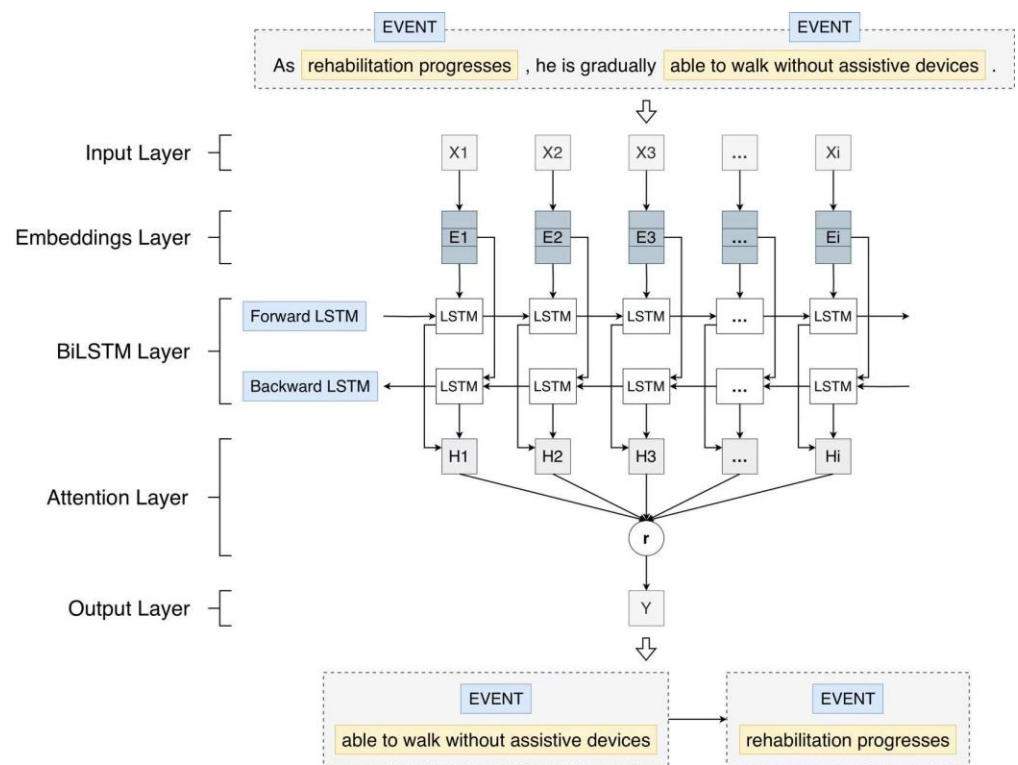 EVENT EVENT
As rehabilitation progresses , he is gradually able to walk without assistive devices .
Input Layer X1 X2 X3 ... Xi
Embeddings Layer E1 E2 E3 ... Ei
Forward LSTM LSTM LSTM LSTM ... LSTM
BiLSTM Layer
Backward LSTM LSTM LSTM LSTM ... LSTM
H1 H2 H3 ... Hi
Attention Layer
r
Output Layer Y
EVENT EVENT
able to walk without assistive devices rehabilitation progresses